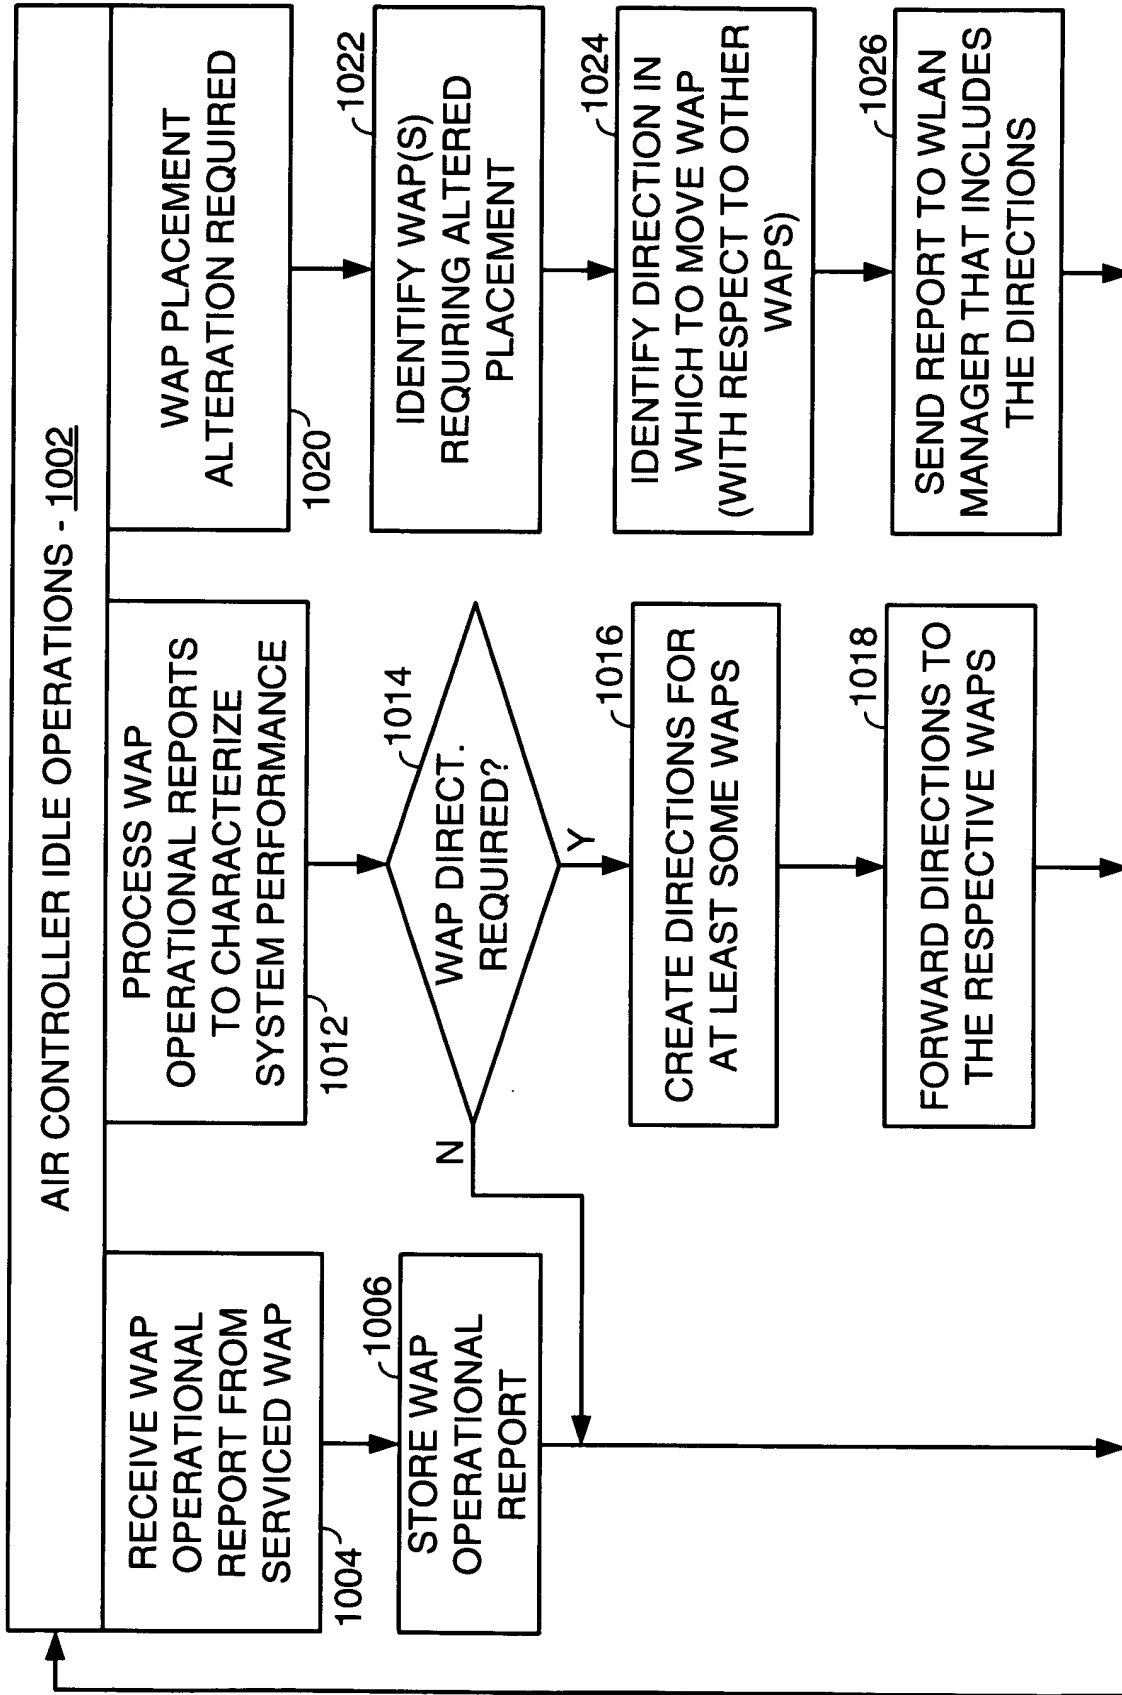 AIR CONTROLLER IDLE OPERATIONS - 1002
RECEIVE WAP
OPERATIONAL
REPORT FROM
SERVICED WAP
1004
1006
STORE WAP
OPERATIONAL
REPORT
PROCESS WAP
OPERATIONAL REPORTS
TO CHARACTERIZE
SYSTEM PERFORMANCE
1012
1014
WAP DIRECT.
REQUIRED?
N
Y
1016
CREATE DIRECTIONS FOR
AT LEAST SOME WAPS
1018
FORWARD DIRECTIONS TO
THE RESPECTIVE WAPS
WAP PLACEMENT
ALTERATION REQUIRED
1020
1022
IDENTIFY WAP(S)
REQUIRING ALTERED
PLACEMENT
1024
IDENTIFY DIRECTION IN
WHICH TO MOVE WAP
(WITH RESPECT TO OTHER
WAPS)
1026
SEND REPORT TO WLAN
MANAGER THAT INCLUDES
THE DIRECTIONS